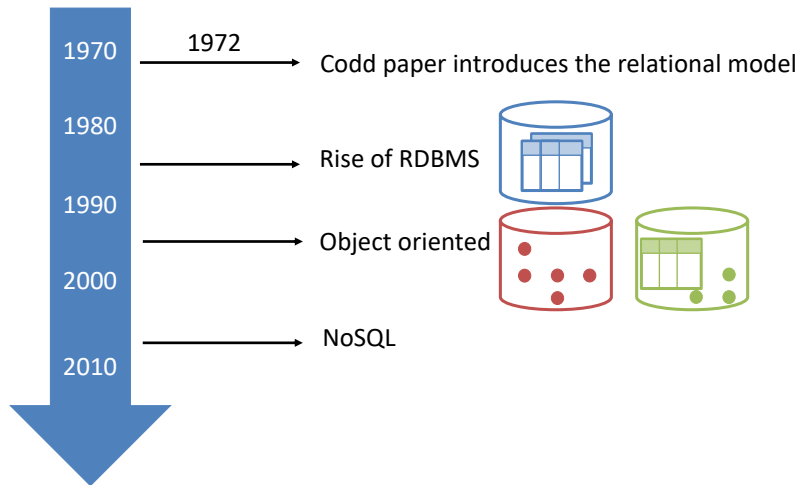 1970
1972
Codd paper introduces the relational model
1980
Rise of RDBMS
1990
Object oriented
2000
NoSQL
2010